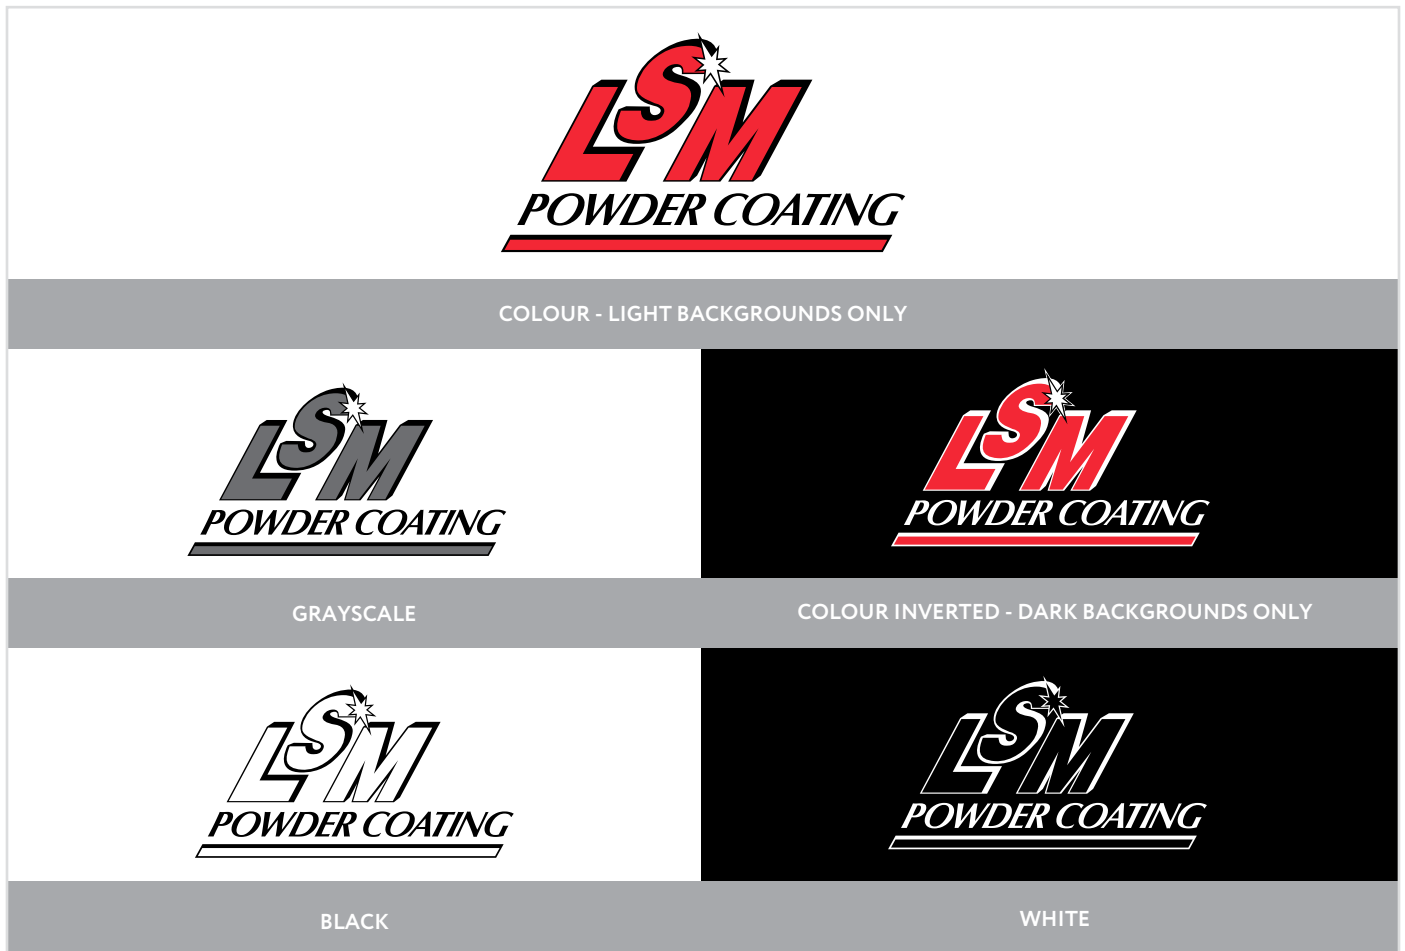 LSM
POWDER COATING
COLOUR - LIGHT BACKGROUNDS ONLY
LSM
POWDER COATING
LSM
POWDER COATING
GRAYSCALE
COLOUR INVERTED - DARK BACKGROUNDS ONLY
LSM
POWDER COATING
LSM
POWDER COATING
BLACK
WHITE